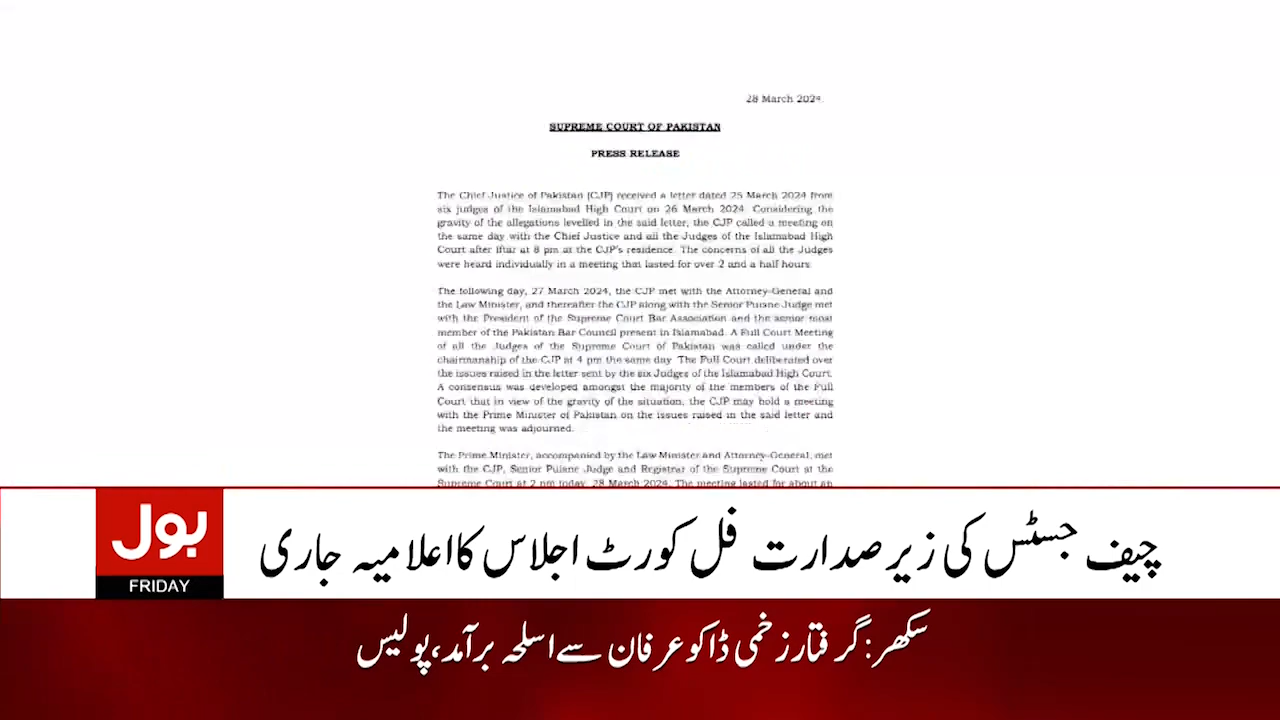 28 March 2024
SUPREME COURT OF PAKISTAN
PRESS RELEASE
The Chief Justice of Pakistan (CJP) received a letter dated 25 March 2024 from
six judges of the Islamabad High Court on 26 March 2024. Considering the
gravity of the allegations levelled in the said letter, the CJP called a meeting on
the same day with the Chief Justice and all the Judges of the Islamabad High
Court after iftar at 8 pm at the CJP's residence. The concerns of all the Judges
were heard individually in a meeting that lasted for over 2 and a half hours.
The following day, 27 March 2024, the CJP met with the Attorney-General and
the Law Minister, and thereafter the CJP along with the Senior Puisne Judge met
with the President of the Supreme Court Bar Association and the senior most
member of the Pakistan Bar Council present in Islamabad. A Full Court Meeting
of all the Judges of the Supreme Court of Pakistan was called under the
chairmanship of the CJP at 4 pm the same day. The Full Court deliberated over
the issues raised in the letter sent by the six Judges of the Islamabad High Court.
A consensus was developed amongst the majority of the members of the Full
Court that in view of the gravity of the situation, the CJP may hold a meeting
with the Prime Minister of Pakistan on the issues raised in the said letter and
the meeting was adjourned.
The Prime Minister, accompanied by the Law Minister and Attorney-General, met
with the CJP, Senior Puisne Judge and Registrar of the Supreme Court at the
Supreme Court at 2 pm today, 28 March 2024. The meeting lasted for about an
بول
FRIDAY
چیف جسٹس کی زیر صدارت فل کورٹ اجلاس کا اعلامیہ جاری
سکھر: گرفتار زخمی ڈاکو عرفان سے اسلحہ برآمد، پولیس